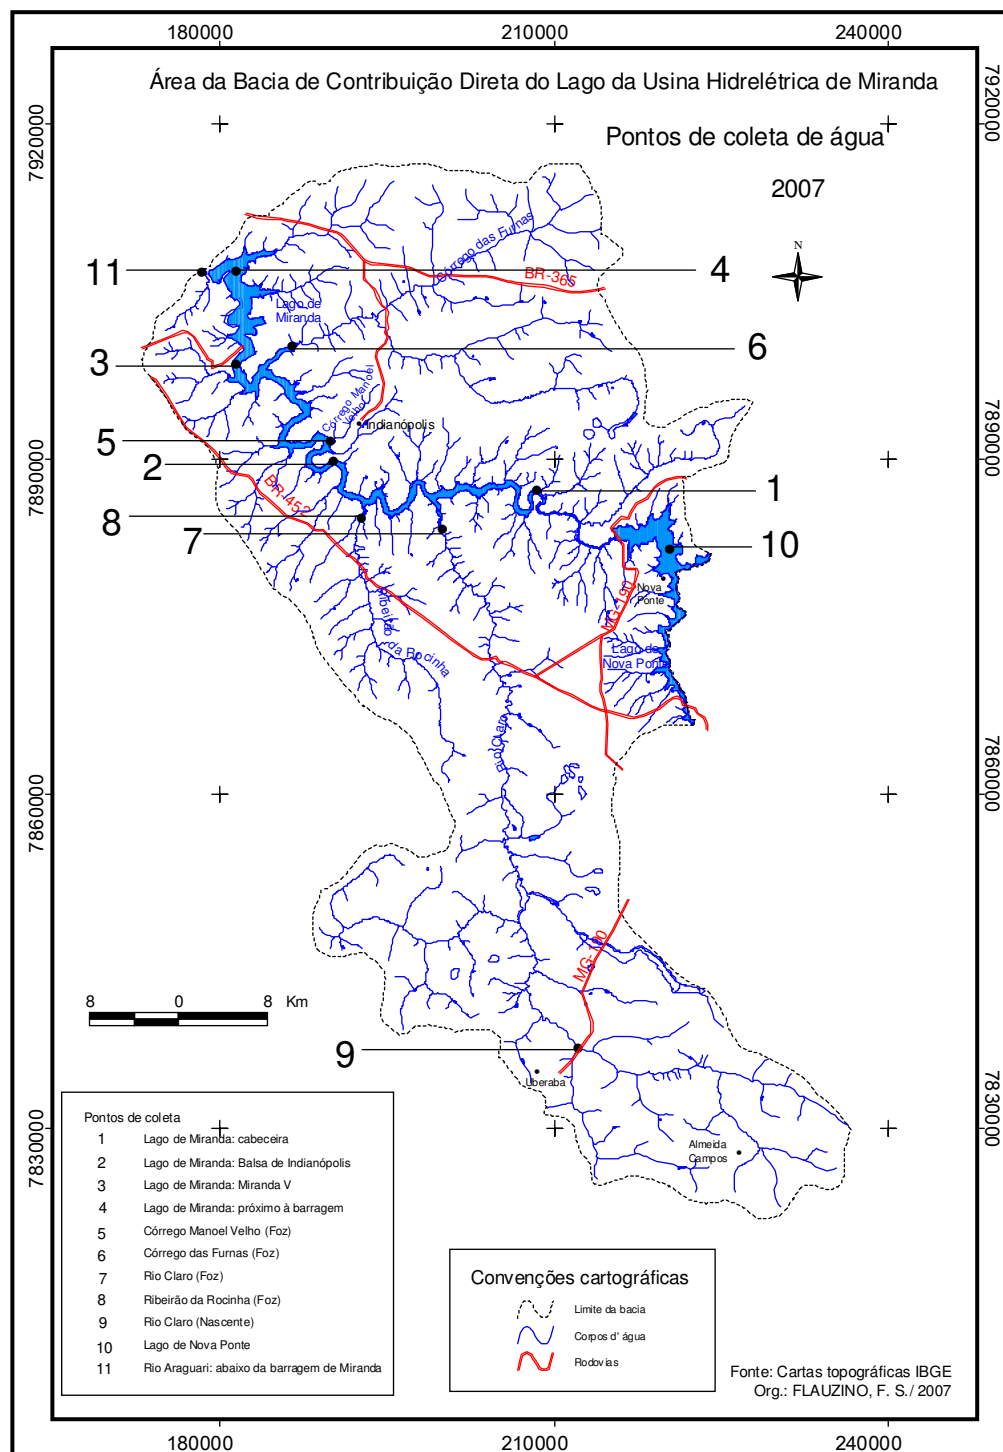 180000
210000
240000
Área da Bacia de Contribuição Direta do Lago da Usina Hidrelétrica de Miranda
7920000
7920000
Pontos de coleta de água
2007
N
Córrego das Furnas
BR-365
11
4
Lago de
Miranda
6
3
Córrego Manoel
Velho
Indianópolis
5
2
7890000
7890000
BR-452
1
8
7
10
Nova
Ponte
MG-190
Ribeirão
da Rocinha
Lago de
Nova Ponte
Rio Claro
7860000
7860000
MG-190
8 0 8 Km
9
Uberaba
7830000
7830000
Almeida
Campos
Pontos de coleta
1 Lago de Miranda: cabeceira
2 Lago de Miranda: Balsa de Indianópolis
3 Lago de Miranda: Miranda V
4 Lago de Miranda: próximo à barragem
5 Córrego Manoel Velho (Foz)
6 Córrego das Furnas (Foz)
7 Rio Claro (Foz)
8 Ribeirão da Rocinha (Foz)
9 Rio Claro (Nascente)
10 Lago de Nova Ponte
11 Rio Araguari: abaixo da barragem de Miranda
Convenções cartográficas
Limite da bacia
Corpos d' água
Rodovias
Fonte: Cartas topográficas IBGE
Org.: FLAUZINO, F. S./ 2007
180000
210000
240000